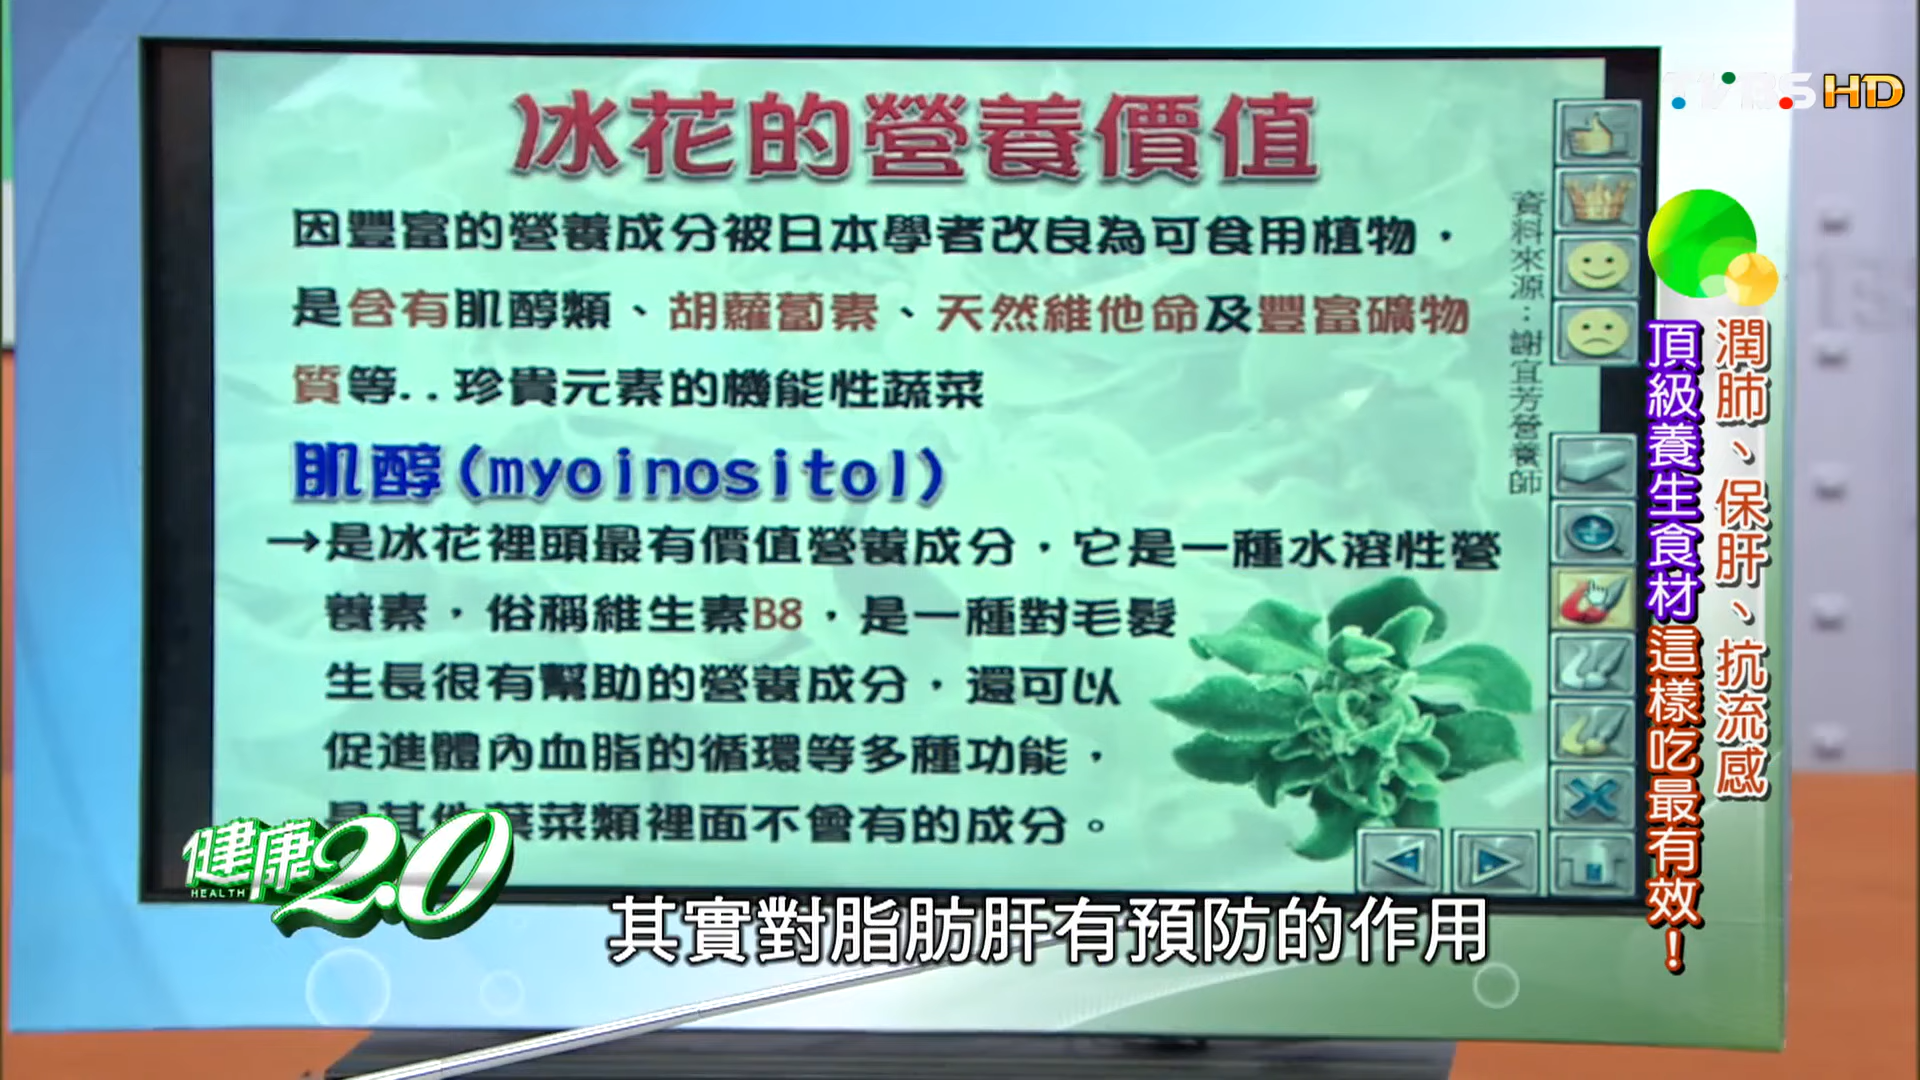 冰花的營養價值
因豐富的營養成分被日本學者改良為可食用植物，
是含有肌醇類、胡蘿蔔素、天然維他命及豐富礦物
質等..珍貴元素的機能性蔬菜
肌醇(myoinositol)
→是冰花裡頭最有價值營養成分，它是一種水溶性營
養素，俗稱維生素B8，是一種對毛髮
生長很有幫助的營養成分，還可以
促進體內血脂的循環等多種功能，
是其他葉菜類裡面不會有的成分。
資料來源：謝宜芳營養師
TVBS HD
潤肺、保肝、抗流感
頂級養生食材這樣吃最有效！
健康2.0
HEALTH
其實對脂肪肝有預防的作用